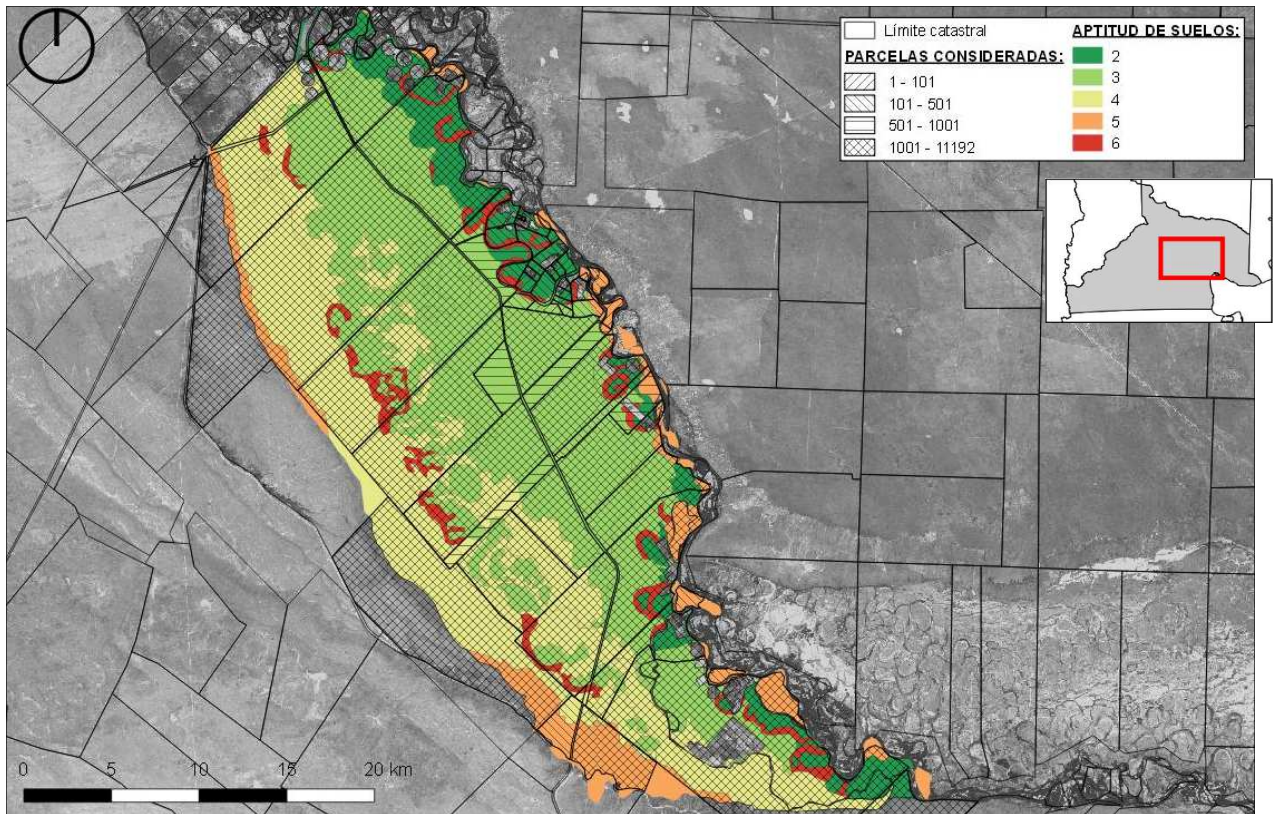 Límite catastral
PARCELAS CONSIDERADAS:
1 - 101
101 - 501
501 - 1001
1001 - 11192
APTITUD DE SUELOS:
2
3
4
5
6
0 5 10 15 20 km